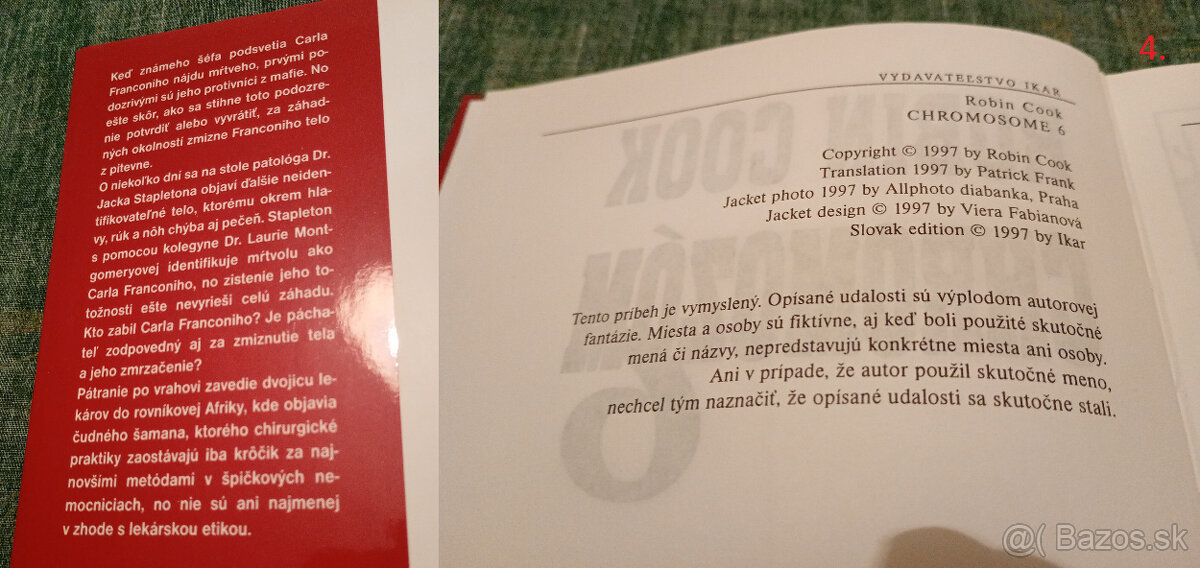 Keď známeho šéfa podsvetia Carla
Franconiho nájdu mŕtveho, prvými po-
dozrivými sú jeho protivníci z mafie. No
ešte skôr, ako sa stihne toto podozre-
nie potvrdiť alebo vyvrátiť, za záhad-
ných okolností zmizne Franconiho telo
z pitevne.
O niekoľko dní sa na stole patológa Dr.
Jacka Stapletona objaví ďalšie neiden-
tifikovateľné telo, ktorému okrem hla-
vy, rúk a nôh chýba aj pečeň. Stapleton
s pomocou kolegyne Dr. Laurie Mont-
gomeryovej identifikuje mŕtvolu ako
Carla Franconiho, no zistenie jeho to-
tožnosti ešte nevyrieši celú záhadu.
Kto zabil Carla Franconiho? Je pácha-
teľ zodpovedný aj za zmiznutie tela
a jeho zmrzačenie?
Pátranie po vrahovi zavedie dvojicu le-
károv do rovníkovej Afriky, kde objavia
čudného šamana, ktorého chirurgické
praktiky zaostávajú iba krôčik za naj-
novšími metódami v špičkových ne-
mocniciach, no nie sú ani najmenej
v zhode s lekárskou etikou.
4.
VYDAVATEĽSTVO IKAR
Robin Cook
CHROMOSOME 6
Copyright © 1997 by Robin Cook
Translation 1997 by Patrick Frank
Jacket photo 1997 by Allphoto diabanka, Praha
Jacket design © 1997 by Viera Fabianová
Slovak edition © 1997 by Ikar
Tento príbeh je vymyslený. Opísané udalosti sú výplodom autorovej
fantázie. Miesta a osoby sú fiktívne, aj keď boli použité skutočné
mená či názvy, nepredstavujú konkrétne miesta ani osoby.
Ani v prípade, že autor použil skutočné meno,
nechcel tým naznačiť, že opísané udalosti sa skutočne stali.
@( Bazos.sk